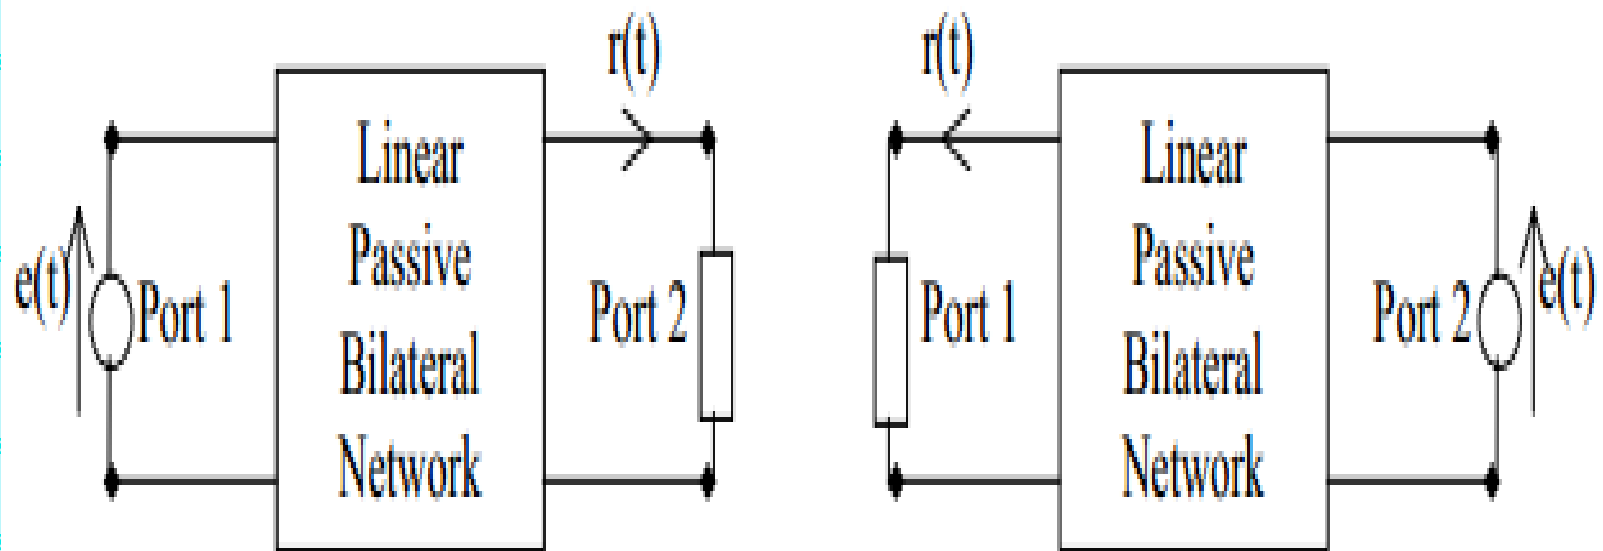 r(t)
Linear
Passive
Bilateral
Network
e(t)
Port 1
Port 2
r(t)
Linear
Passive
Bilateral
Network
Port 1
Port 2
e(t)